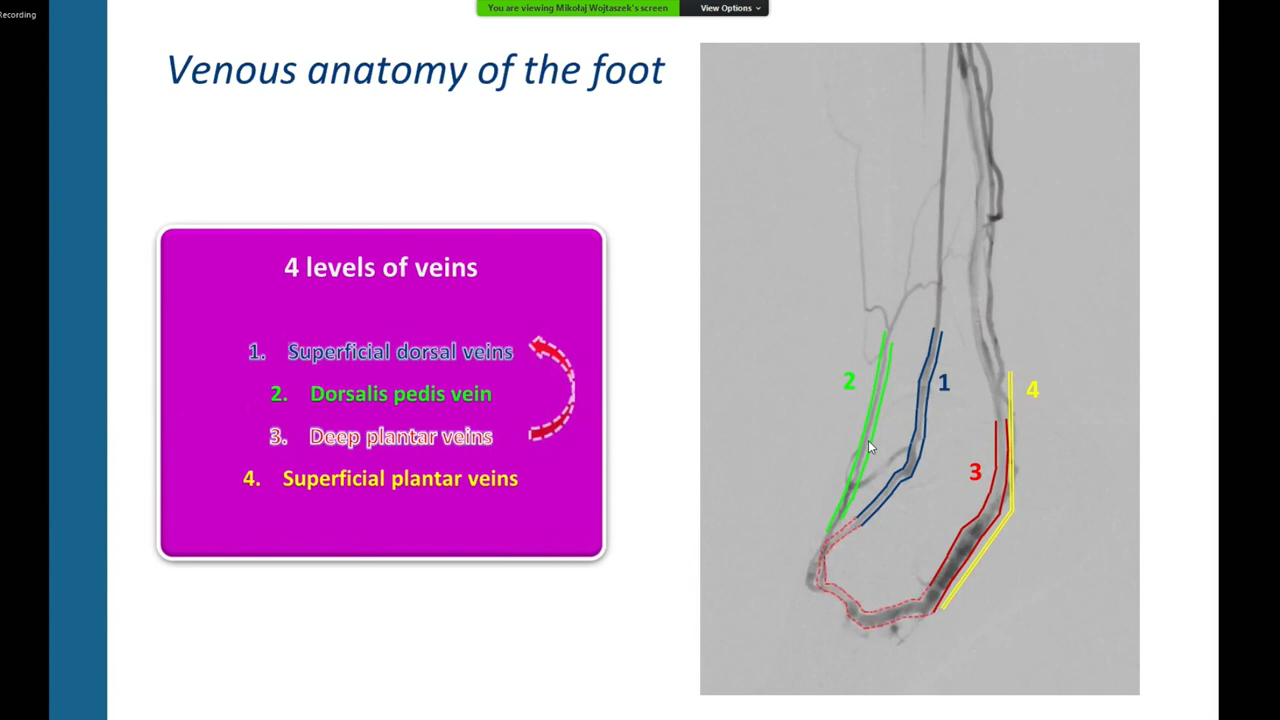 Recording
You are viewing Mikołaj Wojtaszek's screen
View Options
Venous anatomy of the foot
4 levels of veins
1. Superficial dorsal veins
2. Dorsalis pedis vein
3. Deep plantar veins
4. Superficial plantar veins
2
1
4
3